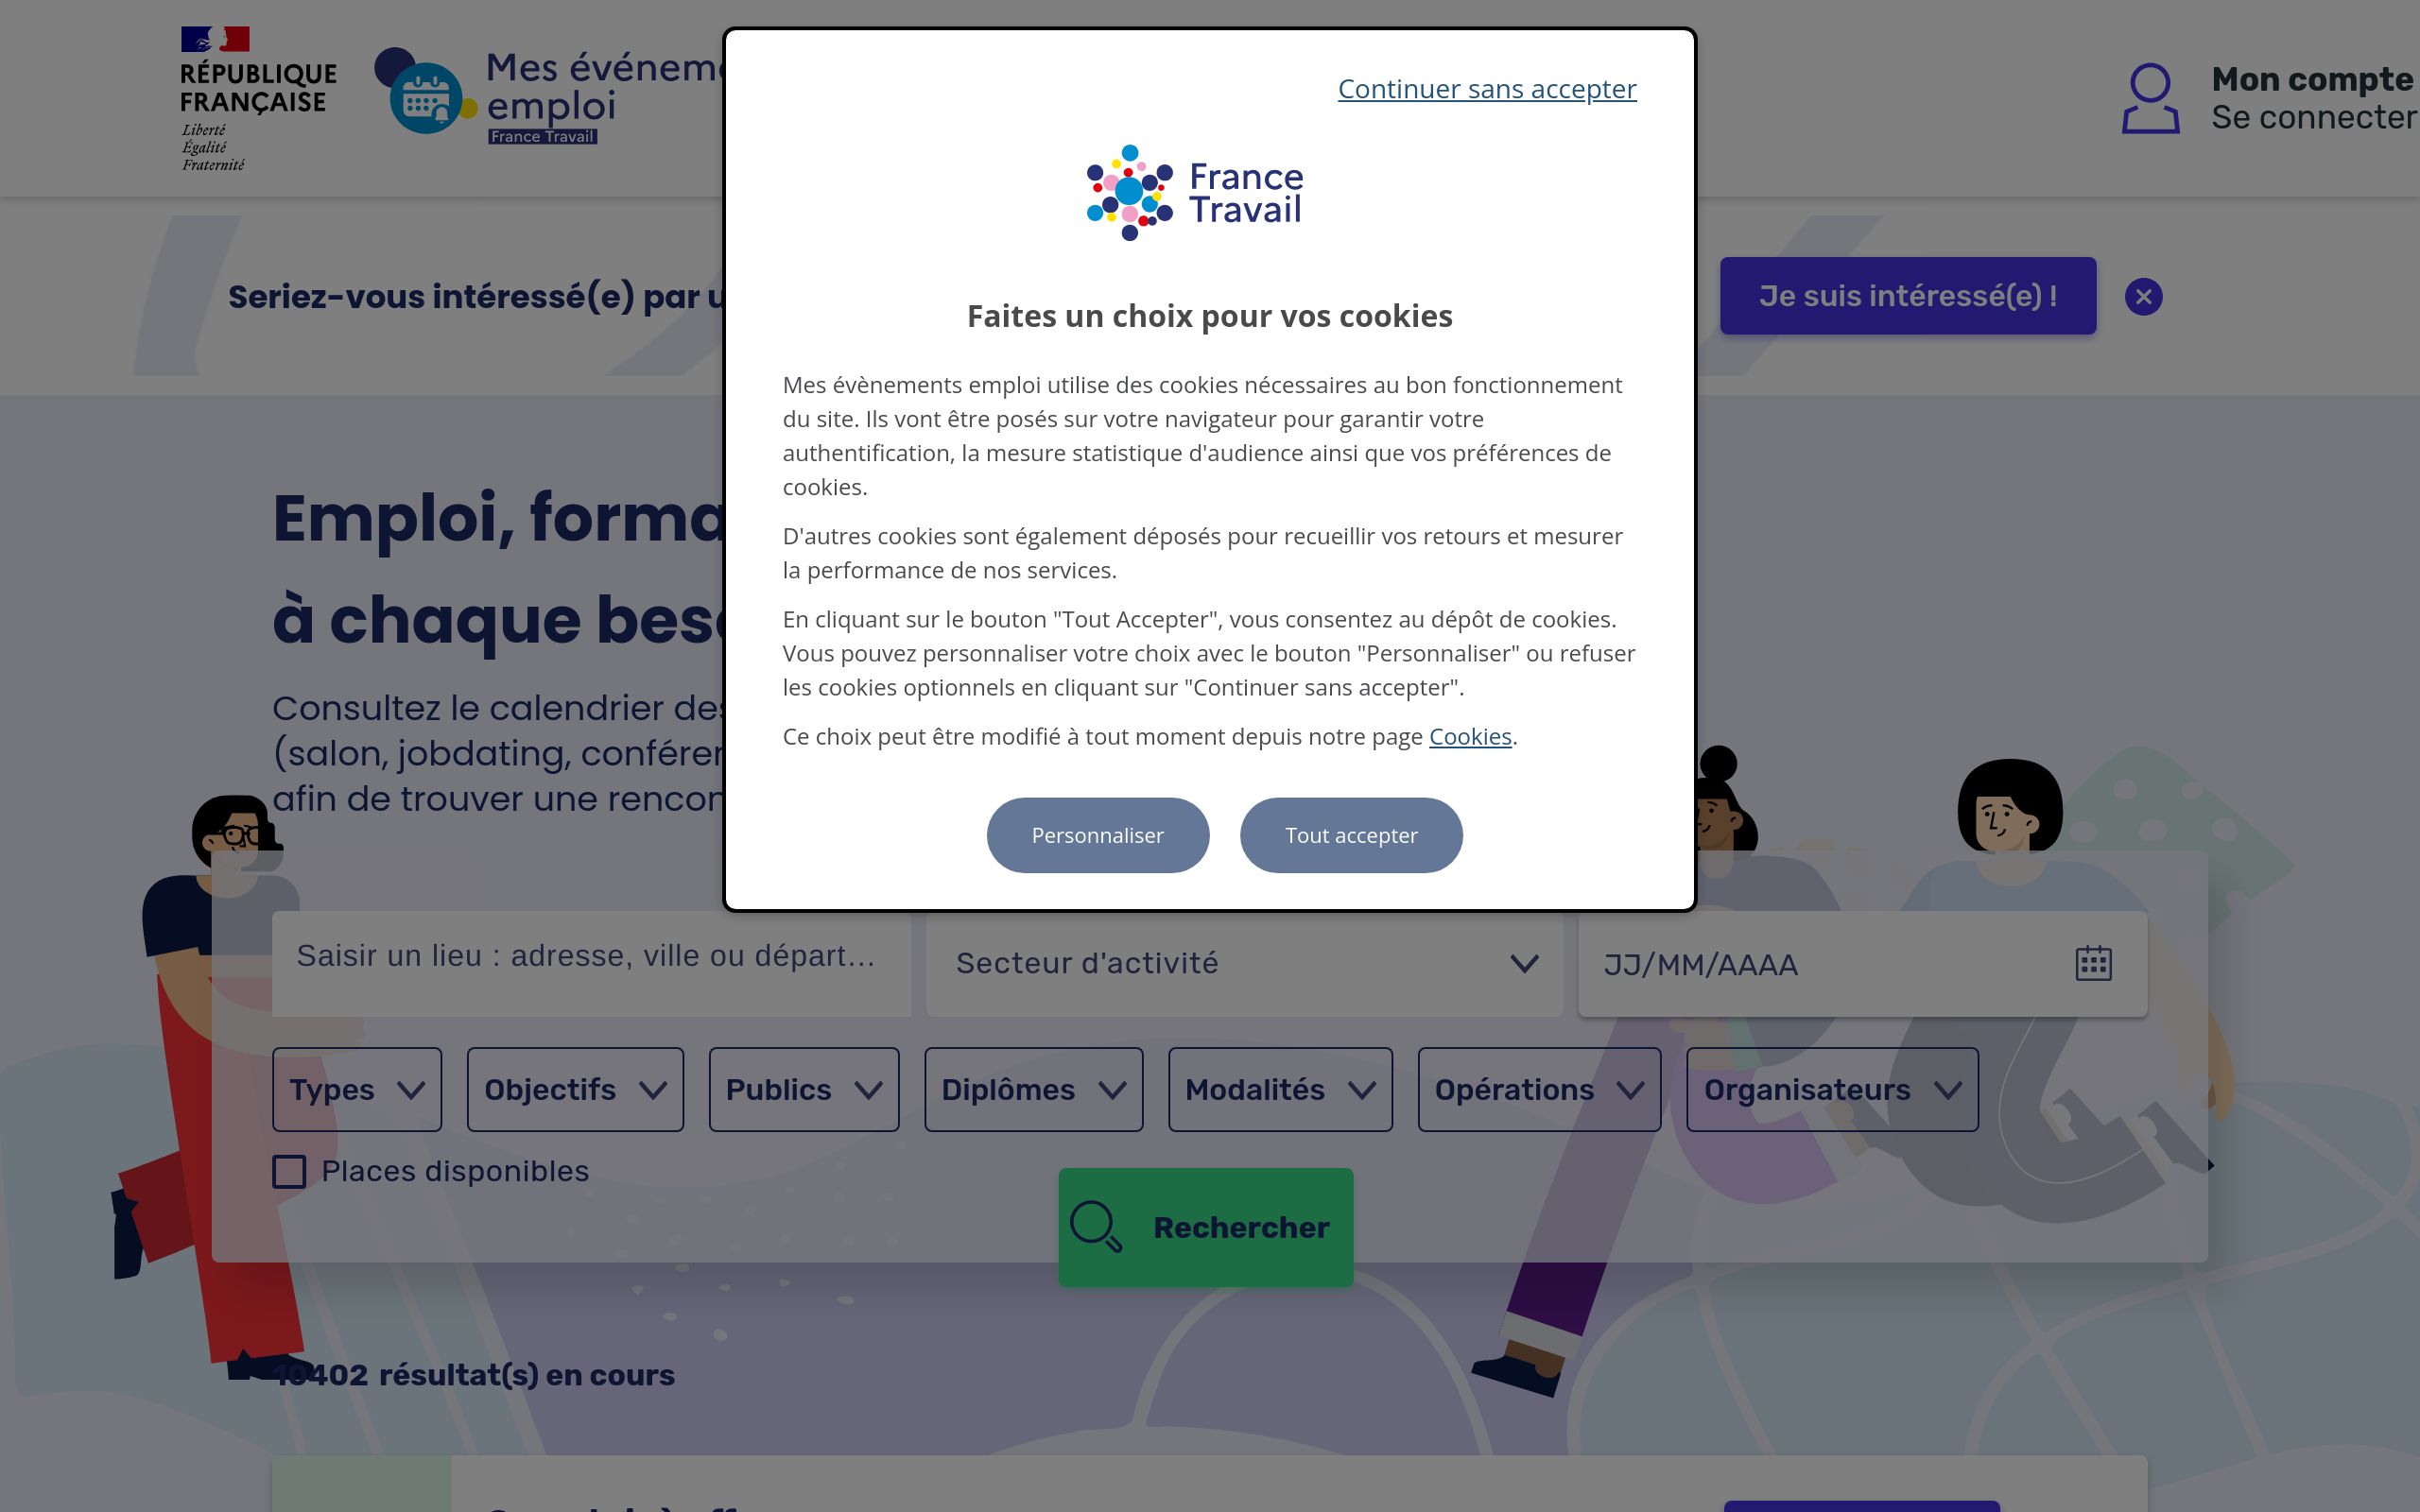 RÉPUBLIQUE
FRANÇAISE
Liberté
Égalité
Fraternité
Mes événem
emploi
France Travail
Mon compte
Se connecter
Seriez-vous intéressé(e) par u
Je suis intéressé(e) !
Continuer sans accepter
France
Travail
Faites un choix pour vos cookies
Mes évènements emploi utilise des cookies nécessaires au bon fonctionnement
du site. Ils vont être posés sur votre navigateur pour garantir votre
authentification, la mesure statistique d'audience ainsi que vos préférences de
cookies.
D'autres cookies sont également déposés pour recueillir vos retours et mesurer
la performance de nos services.
En cliquant sur le bouton "Tout Accepter", vous consentez au dépôt de cookies.
Vous pouvez personnaliser votre choix avec le bouton "Personnaliser" ou refuser
les cookies optionnels en cliquant sur "Continuer sans accepter".
Ce choix peut être modifié à tout moment depuis notre page Cookies.
Personnaliser
Tout accepter
Emploi, forma
à chaque beso
Consultez le calendrier des
(salon, jobdating, conféren
afin de trouver une rencon
Saisir un lieu : adresse, ville ou départ...
Secteur d'activité
JJ/MM/AAAA
Types
Objectifs
Publics
Diplômes
Modalités
Opérations
Organisateurs
Places disponibles
Rechercher
10402 résultat(s) en cours